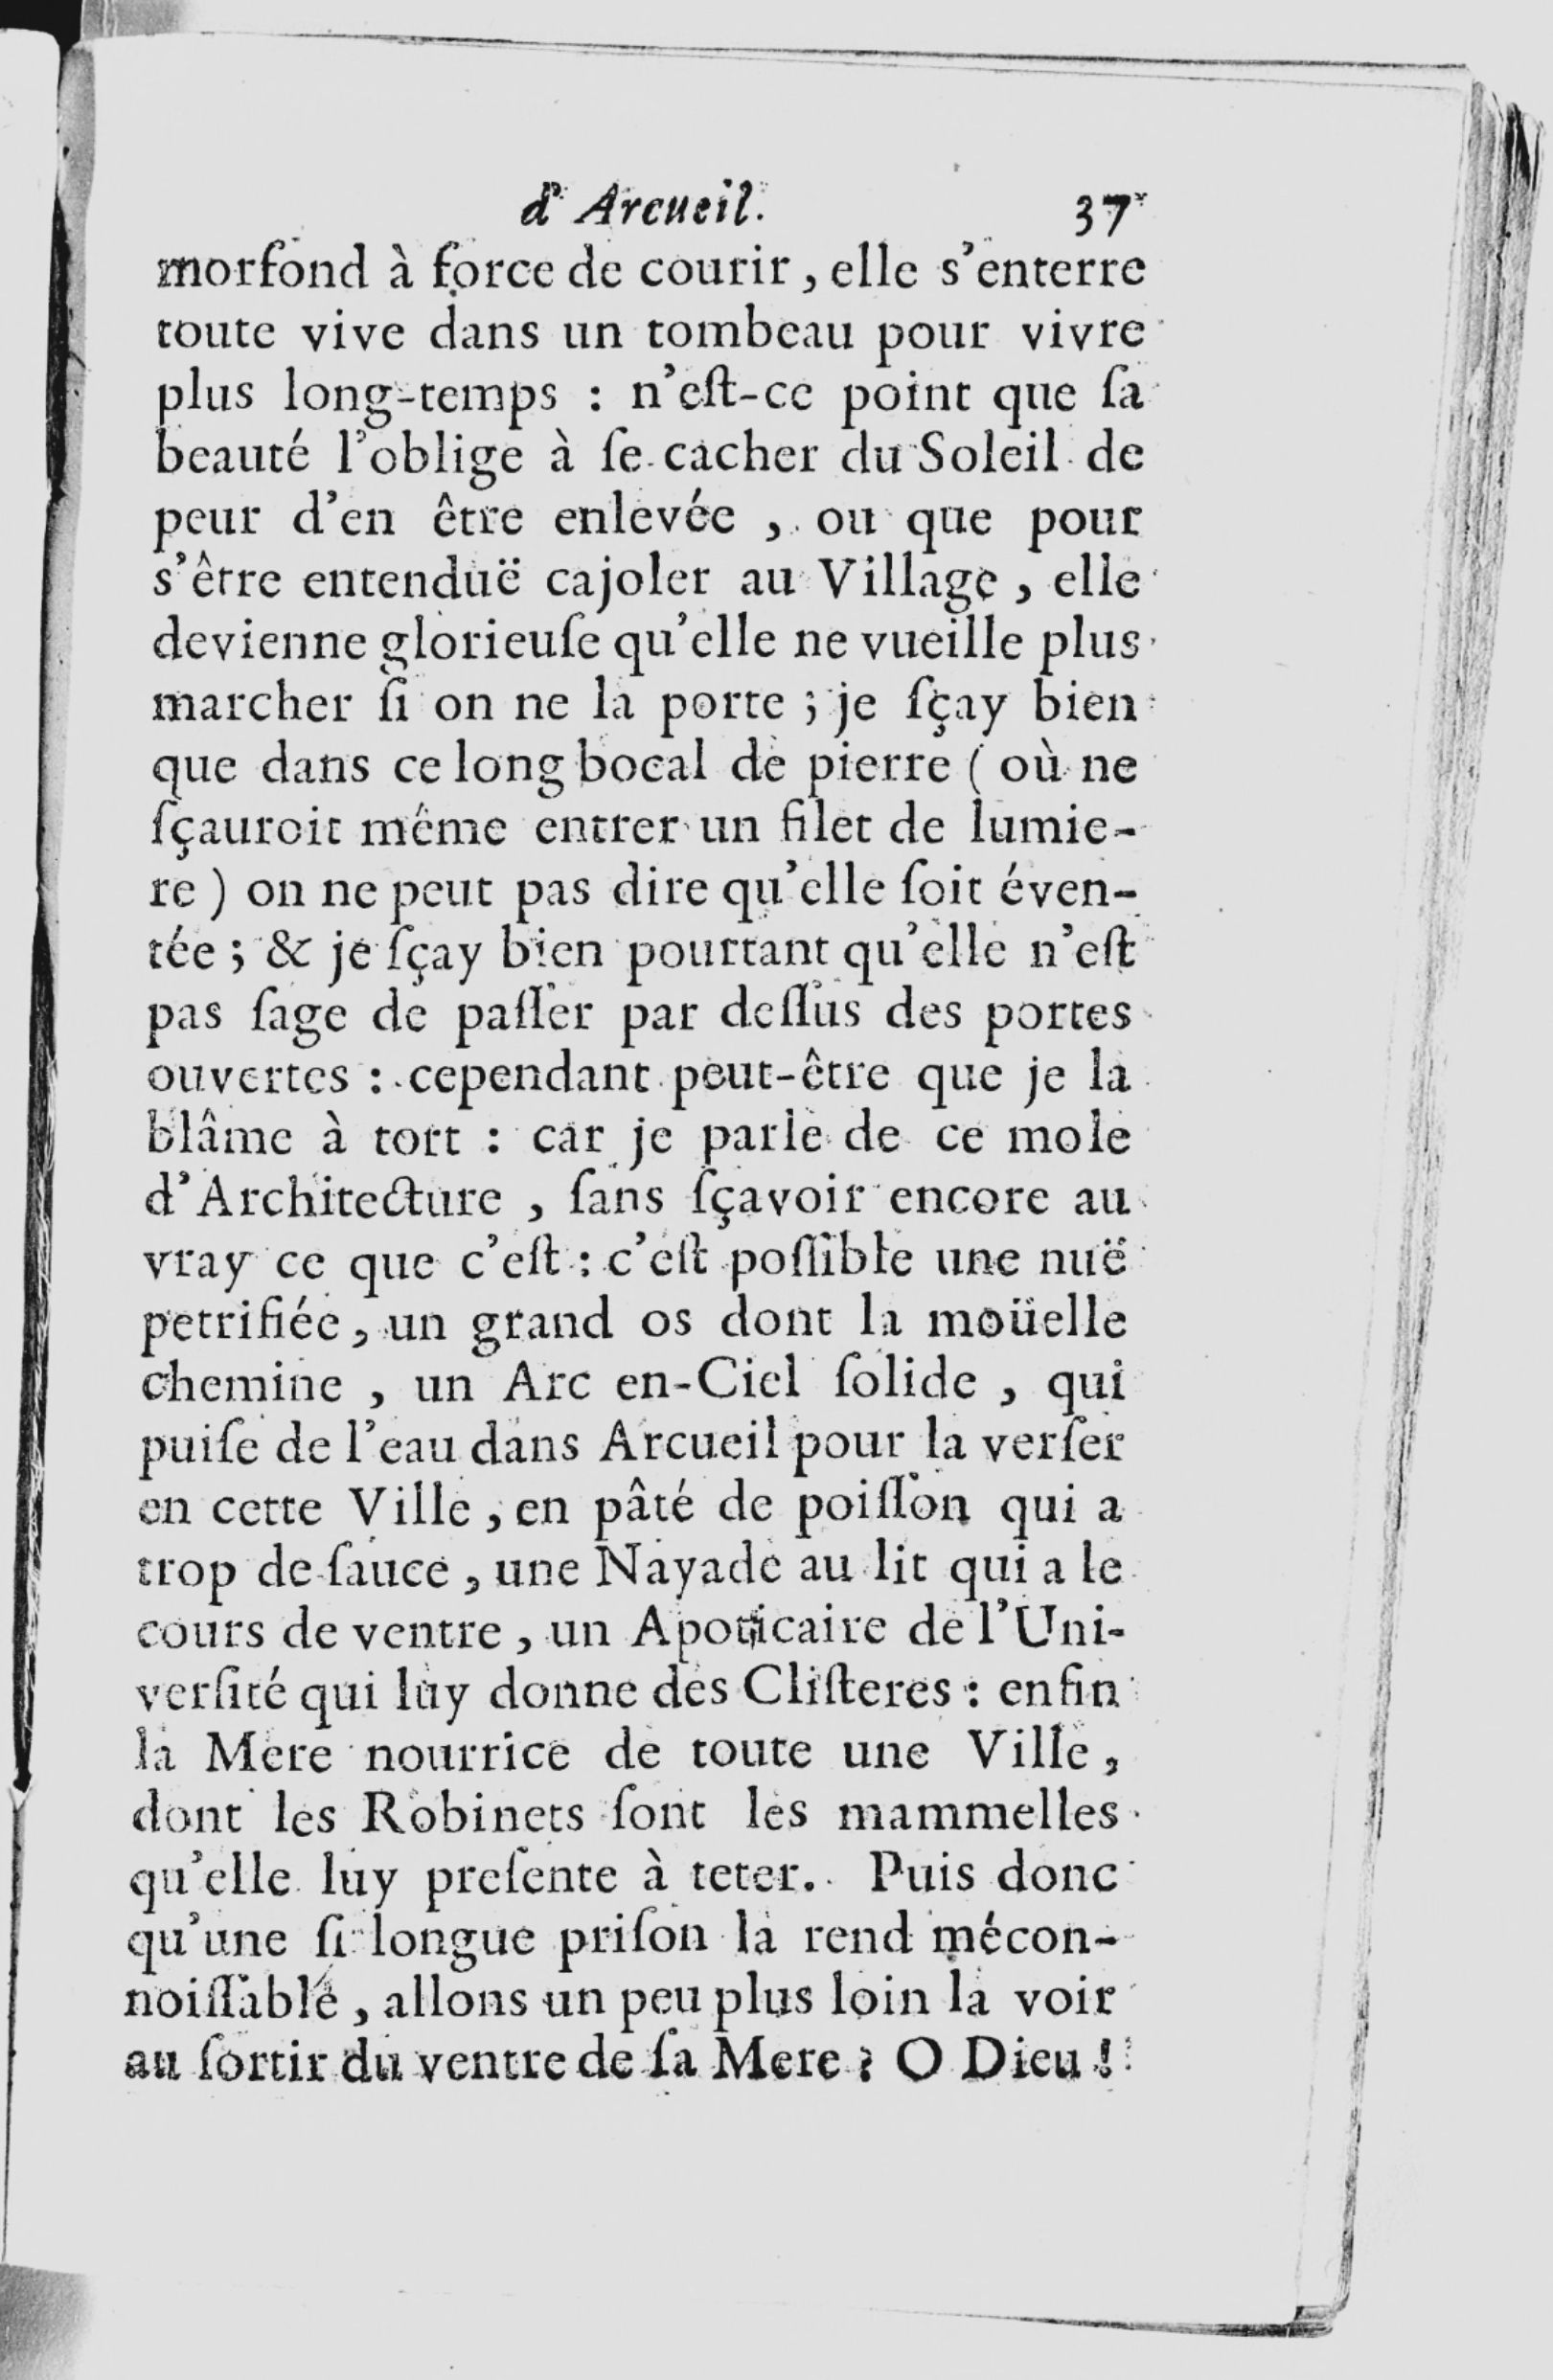 d'Arcueil. 37
morfond à force de courir, elle s'enterre
toute vive dans un tombeau pour vivre
plus long-temps : n'eſt-ce point que ſa
beauté l'oblige à ſe cacher du Soleil de
peur d'en être enlevée, ou que pour
s'être entenduë cajoler au Village, elle
devienne glorieuſe qu'elle ne vueille plus
marcher ſi on ne la porte ; je ſçay bien
que dans ce long bocal de pierre ( où ne
ſçauroit même entrer un filet de lumie-
re ) on ne peut pas dire qu'elle ſoit éven-
tée ; & je ſçay bien pourtant qu'elle n'eſt
pas ſage de paſſer par deſſus des portes
ouvertes : cependant peut-être que je la
blâme à tort : car je parle de ce mole
d'Architecture, ſans ſçavoir encore au
vray ce que c'eſt : c'eſt poſſible une nuë
petrifiée, un grand os dont la moüelle
chemine, un Arc en-Ciel ſolide, qui
puiſe de l'eau dans Arcueil pour la verſer
en cette Ville, en pâté de poiſſon qui a
trop de ſauce, une Nayade au lit qui a le
cours de ventre, un Apoticaire de l'Uni-
verſité qui luy donne des Cliſteres : enfin
la Mere nourrice de toute une Ville,
dont les Robinets ſont les mammelles
qu'elle luy preſente à teter. Puis donc
qu'une ſi longue priſon la rend mécon-
noiſſable, allons un peu plus loin la voir
au ſortir du ventre de ſa Mere ? O Dieu !